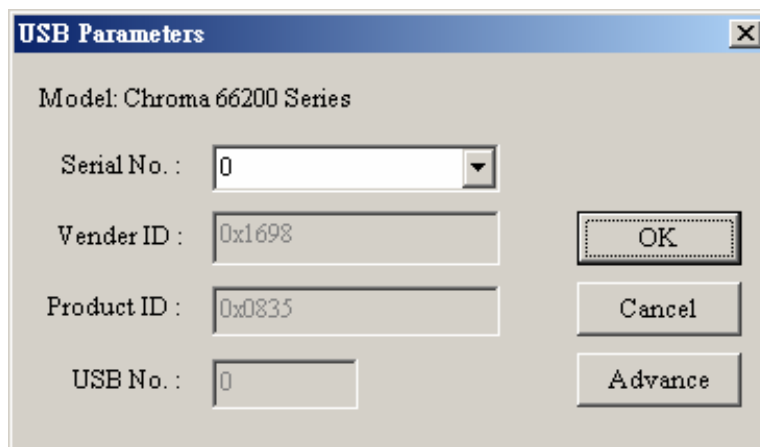 USB Parameters
Model: Chroma 66200 Series
Serial No. : 0
Vender ID : 0x1698
OK
Product ID : 0x0835
Cancel
USB No. : 0
Advance